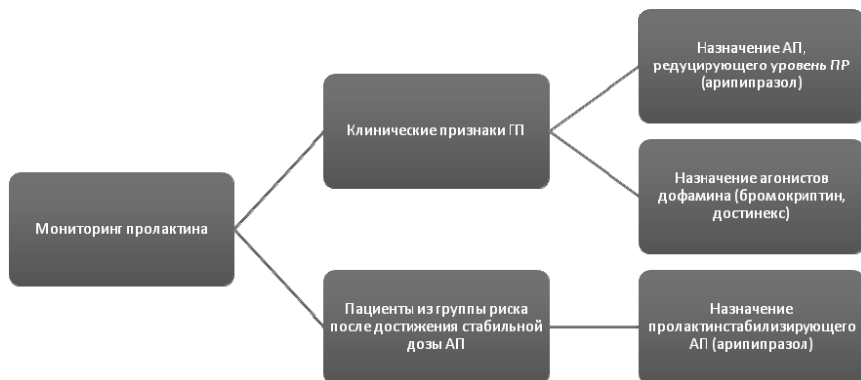 Мониторинг пролактина
Клинические признаки ГП
Назначение АП,
редуцирующего уровень ПР
(арипипразол)
Назначение агонистов
дофамина (бромокриптин,
достинекс)
Пациенты из группы риска
после достижения стабильной
дозы АП
Назначение
пролактинстабилизирующего
АП (арипипразол)